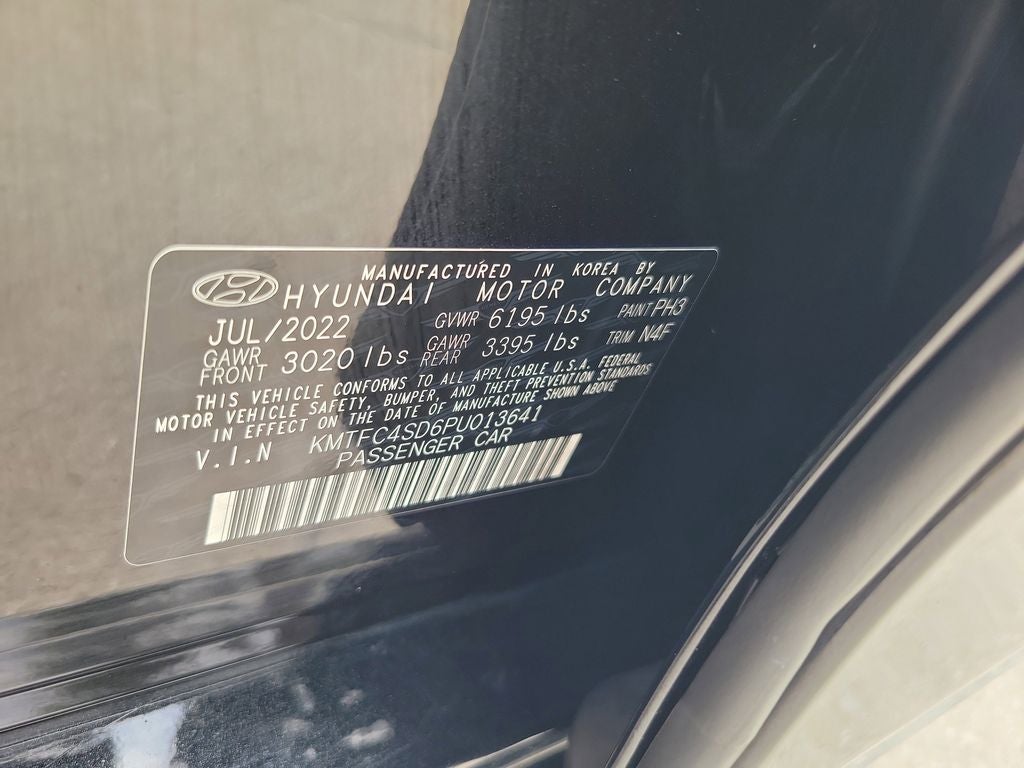 MANUFACTURED IN KOREA BY
HYUNDAI MOTOR COMPANY
JUL/2022 GVWR 6195 lbs PAINT PH3
GAWR FRONT 3020 lbs GAWR REAR 3395 lbs TRIM N4F
THIS VEHICLE CONFORMS TO ALL APPLICABLE U.S.A. FEDERAL
MOTOR VEHICLE SAFETY, BUMPER, AND THEFT PREVENTION STANDARDS
IN EFFECT ON THE DATE OF MANUFACTURE SHOWN ABOVE
V.I.N KMTFC4SD6PU013641
PASSENGER CAR